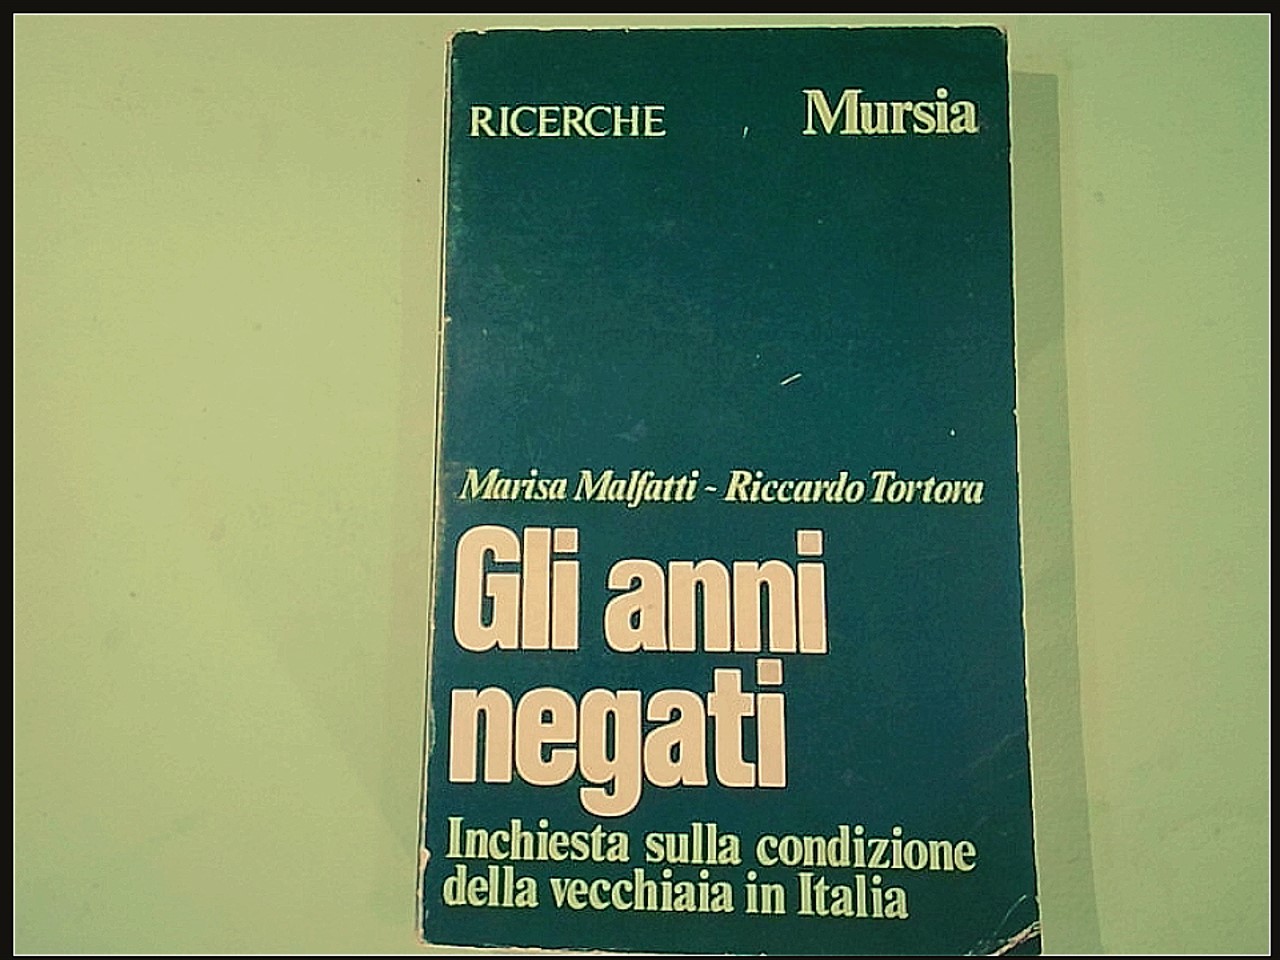 RICERCHE Mursia
Marisa Malfatti - Riccardo Tortora
Gli anni
negati
Inchiesta sulla condizione
della vecchiaia in Italia